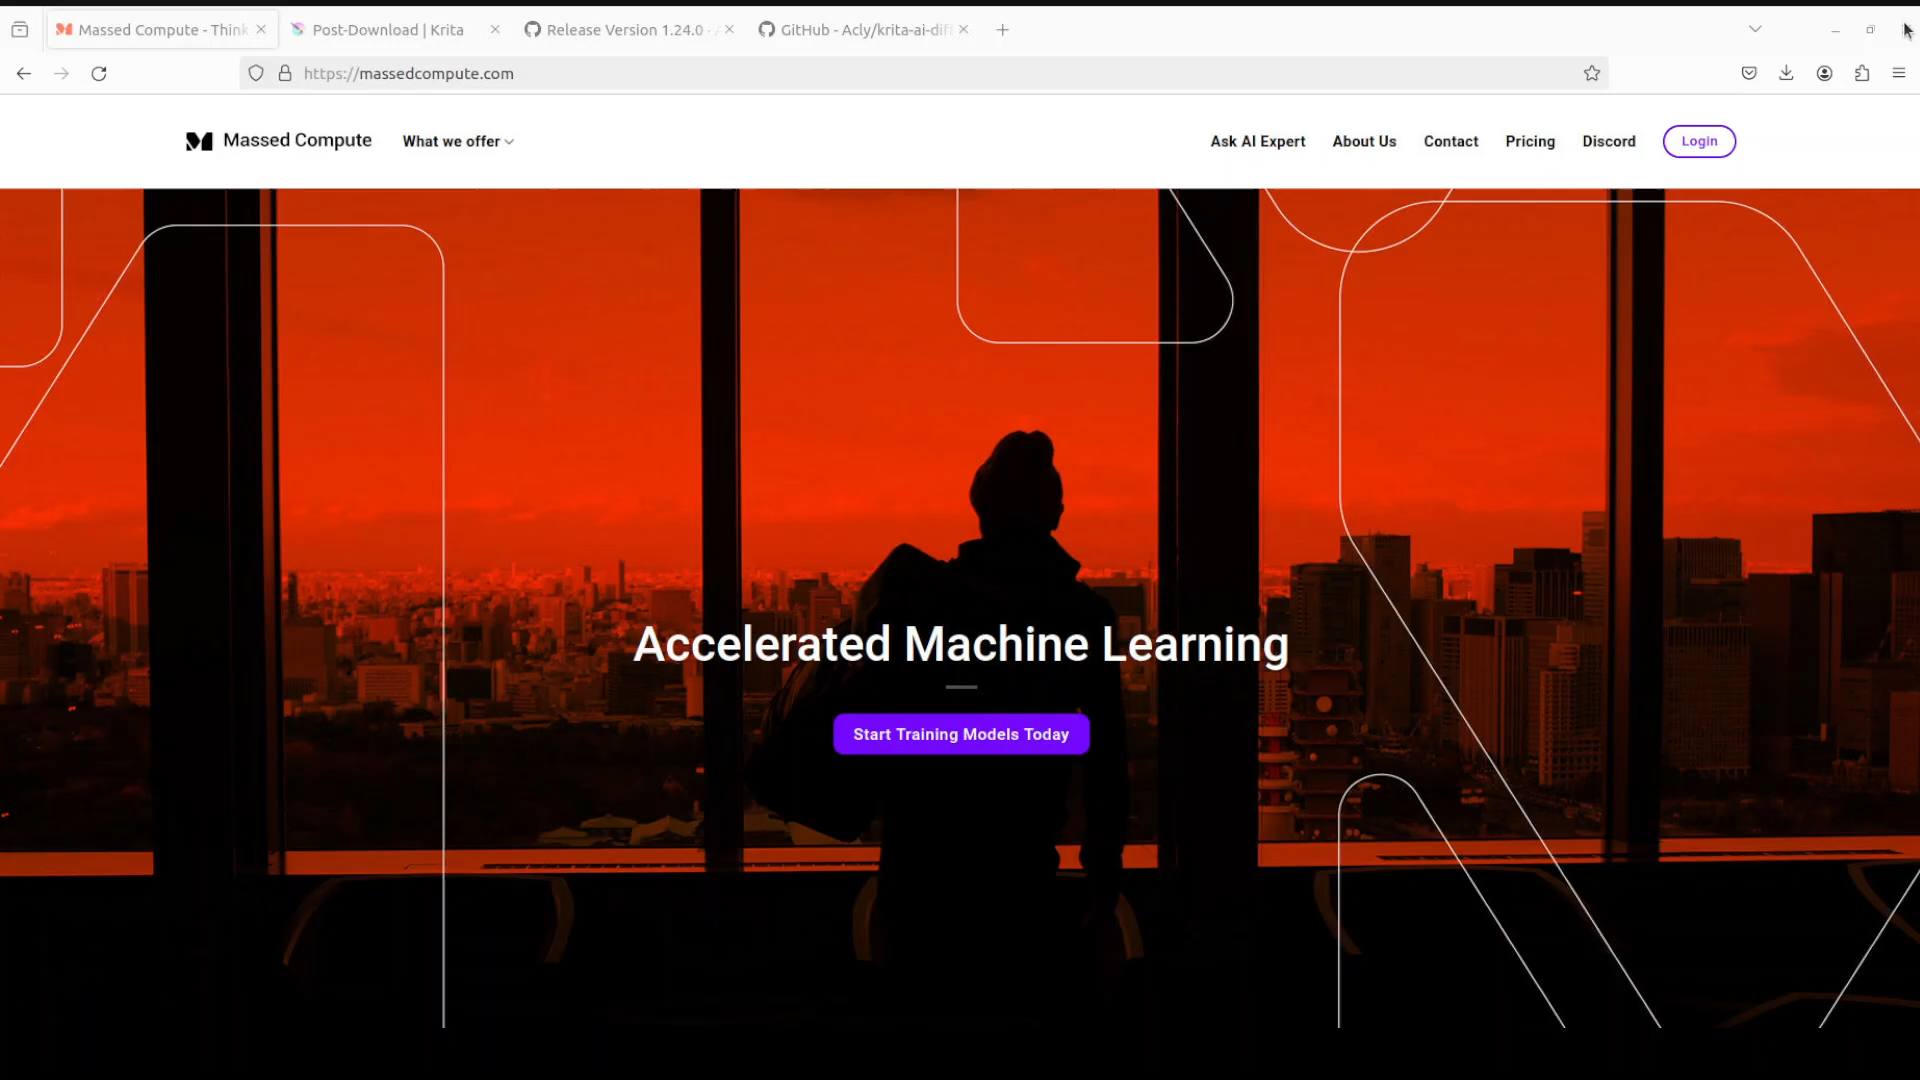 Massed Compute - Think
Post-Download | Krita
Release Version 1.24.0 ·
GitHub - Acly/krita-ai-diff
https://massedcompute.com
Massed Compute
What we offer
Ask AI Expert
About Us
Contact
Pricing
Discord
Login
Accelerated Machine Learning
Start Training Models Today